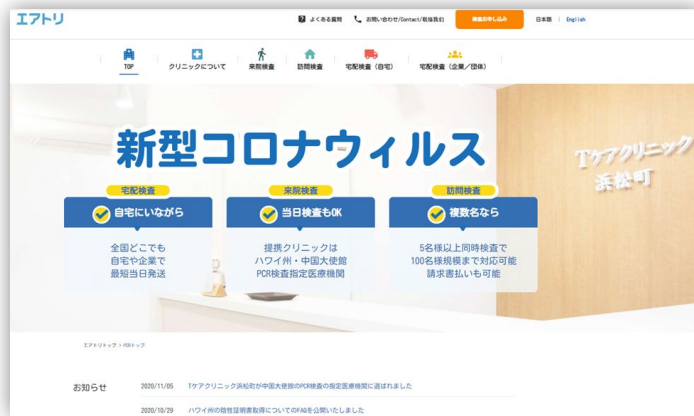 エアトリ
よくある質問
お問い合わせ/Contact/联络我们
検査お申し込み
日本語 | English
TOP
クリニックについて
来院検査
訪問検査
宅配検査（自宅）
宅配検査（企業／団体）
新型コロナウィルス
Tケアクリニック
浜松町
宅配検査
自宅にいながら
全国どこでも
自宅や企業で
最短当日発送
来院検査
当日検査もOK
提携クリニックは
ハワイ州・中国大使館
PCR検査指定医療機関
訪問検査
複数名なら
5名様以上同時検査で
100名様規模まで対応可能
請求書払いも可能
エアトリトップ > PCRトップ
お知らせ
2020/11/05 Tケアクリニック浜松町が中国大使館のPCR検査の指定医療機関に選ばれました
2020/10/29 ハワイ州の陰性証明書取得についてのFAQを公開いたしました